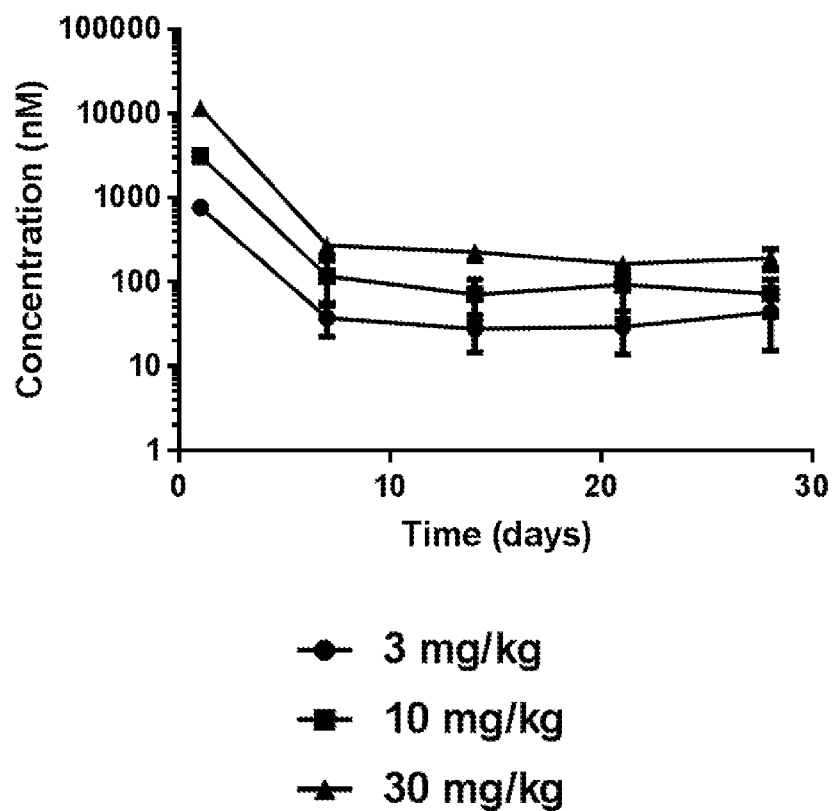 100000
10000
1000
100
10
1
Concentration (nM)
0 10 20 30
Time (days)
3 mg/kg
10 mg/kg
30 mg/kg